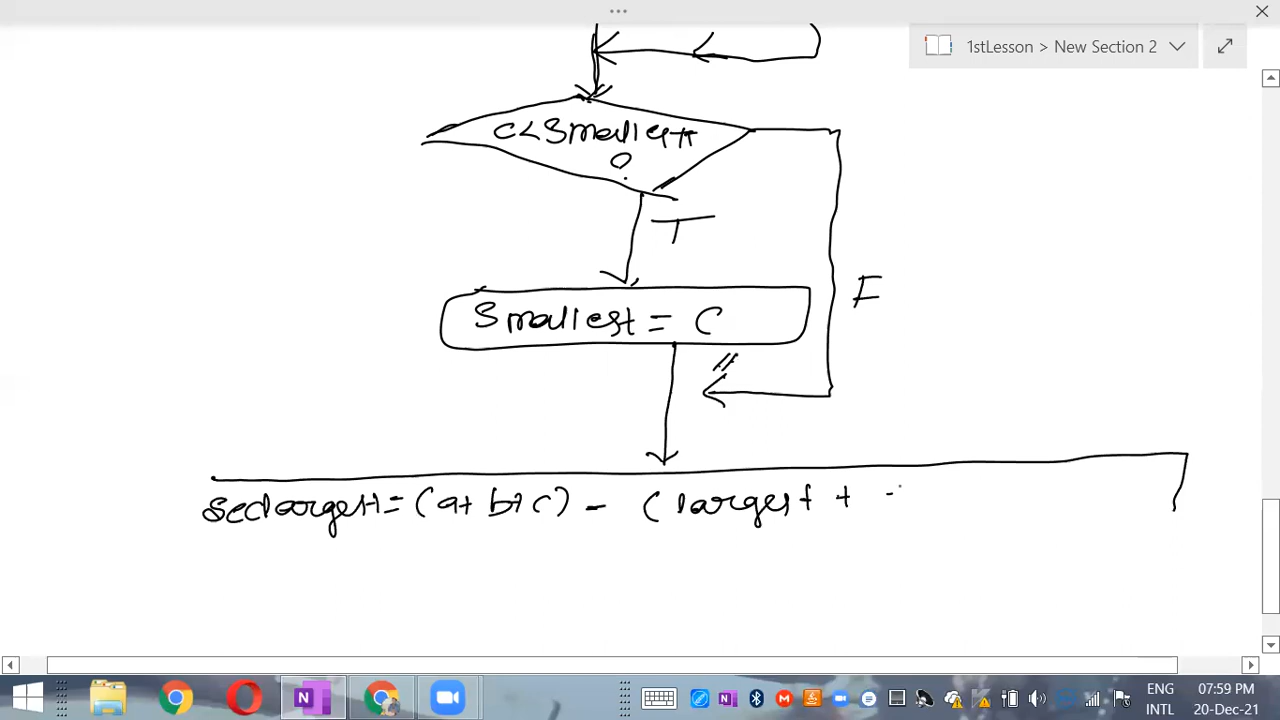 1stLesson > New Section 2
C<Smallest
?
T
F
Smallest = C
seclargest=(a+b+c) - (largest +
ENG
07:59 PM
INTL
20-Dec-21